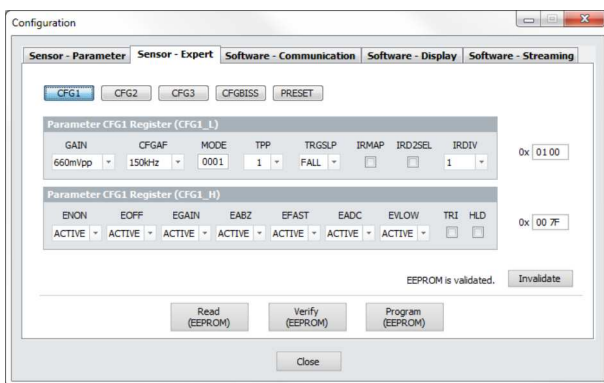 Configuration
Sensor - Parameter Sensor - Expert Software - Communication Software - Display Software - Streaming
CFG1 CFG2 CFG3 CFGBISS PRESET
Parameter CFG1 Register (CFG1_L)
GAIN CFGAF MODE TPP TRGSLP IRMAP IRD2SEL IRDIV
660mVpp 150kHz 0001 1 FALL 1 0x 01 00
Parameter CFG1 Register (CFG1_H)
ENON EOFF EGAIN EABZ EFAST EADC EVLOW TRI HLD
ACTIVE ACTIVE ACTIVE ACTIVE ACTIVE ACTIVE ACTIVE 0x 00 7F
EEPROM is validated. Invalidate
Read (EEPROM) Verify (EEPROM) Program (EEPROM)
Close